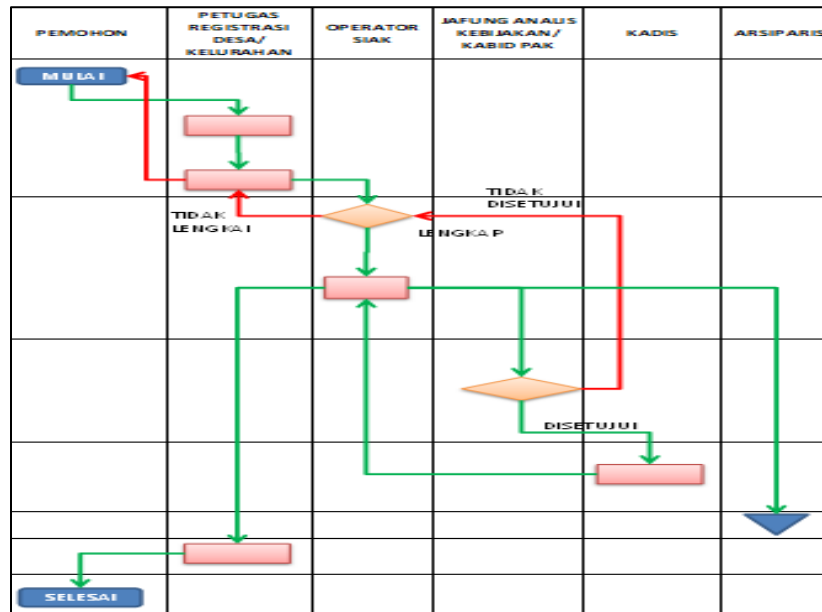 PEMOHON
PETUGAS
REGISTRASI
DESA/
KELURAHAN
OPERATOR
SIAK
JAFUNG ANALIS
KEBIJAKAN/
KABID PAK
KADIS
ARSIPARIS
MULAI
TIDAK
DISETUJUI
TIDAK
LENGKAI
LENGKAP
DISETUJUI
SELESAI